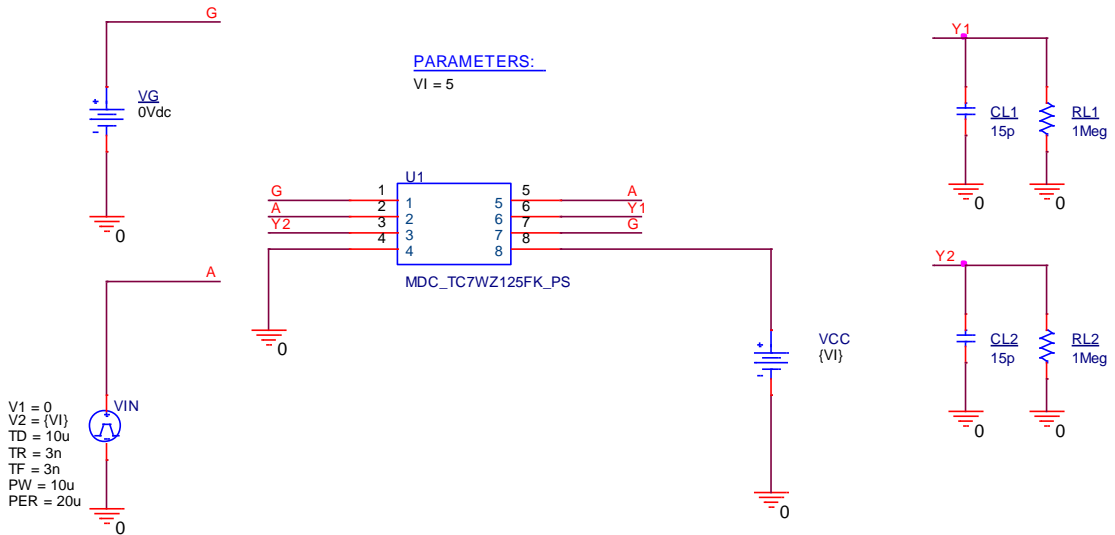 G
VG
0Vdc
0
PARAMETERS:
VI = 5
Y1
CL1
15p
RL1
1Meg
0
0
U1
G
1
1
5
5
A
A
2
2
6
6
Y1
Y2
3
3
7
7
G
4
4
8
8
MDC_TC7WZ125FK_PS
0
A
Y2
CL2
15p
RL2
1Meg
0
0
VCC
{VI}
0
VIN
V1 = 0
V2 = {VI}
TD = 10u
TR = 3n
TF = 3n
PW = 10u
PER = 20u
0